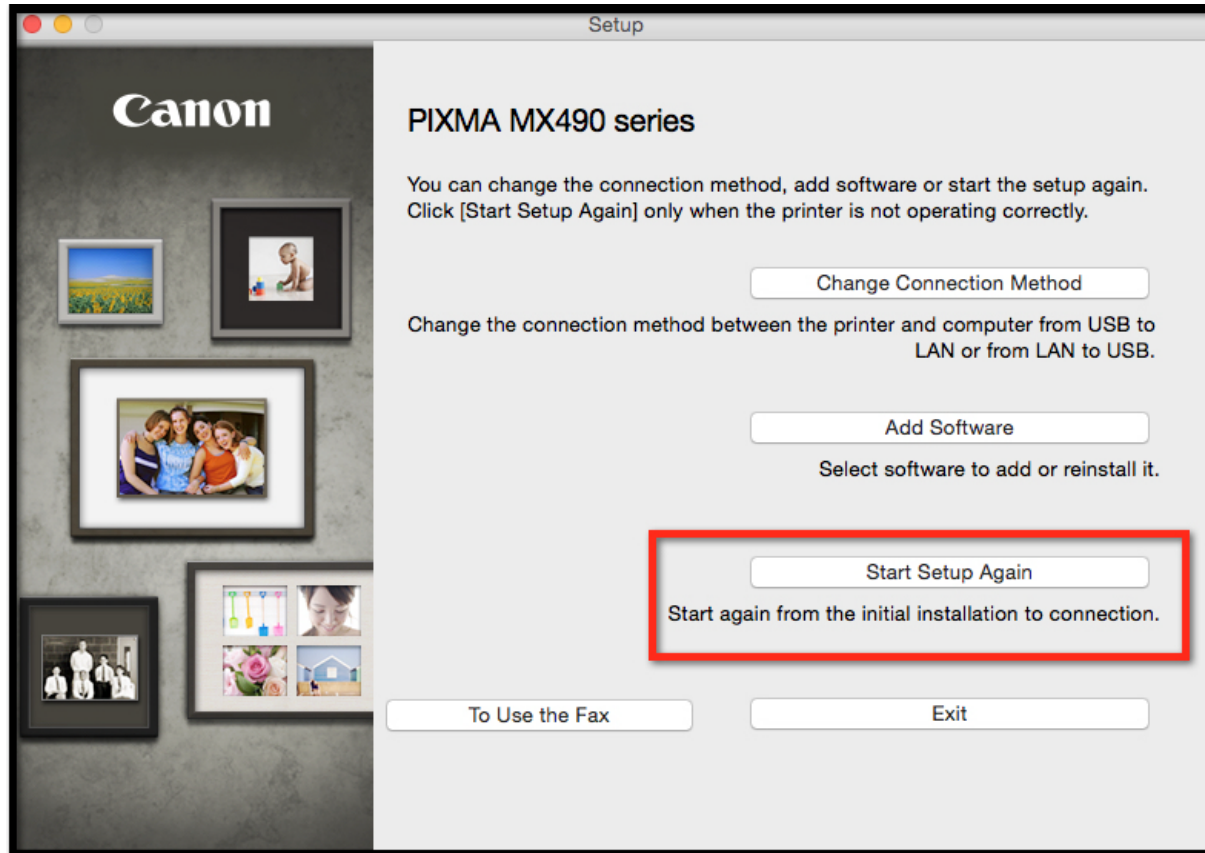 Setup
Canon
PIXMA MX490 series
You can change the connection method, add software or start the setup again.
Click [Start Setup Again] only when the printer is not operating correctly.
Change Connection Method
Change the connection method between the printer and computer from USB to
LAN or from LAN to USB.
Add Software
Select software to add or reinstall it.
Start Setup Again
Start again from the initial installation to connection.
To Use the Fax
Exit